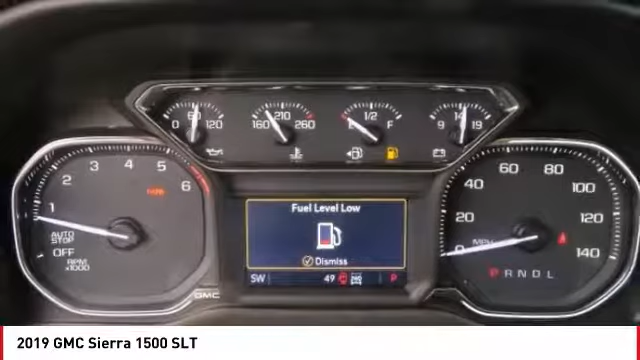 60
0 120
210
160 260
1/2
F
14
9 19
1 2 3 4 5 6
AUTO
STOP
OFF
RPM
x1000
Fuel Level Low
Dismiss
SW 49 P
GMC
0 20 40 60 80 100 120 140
MPH
P R N D L
2019 GMC Sierra 1500 SLT